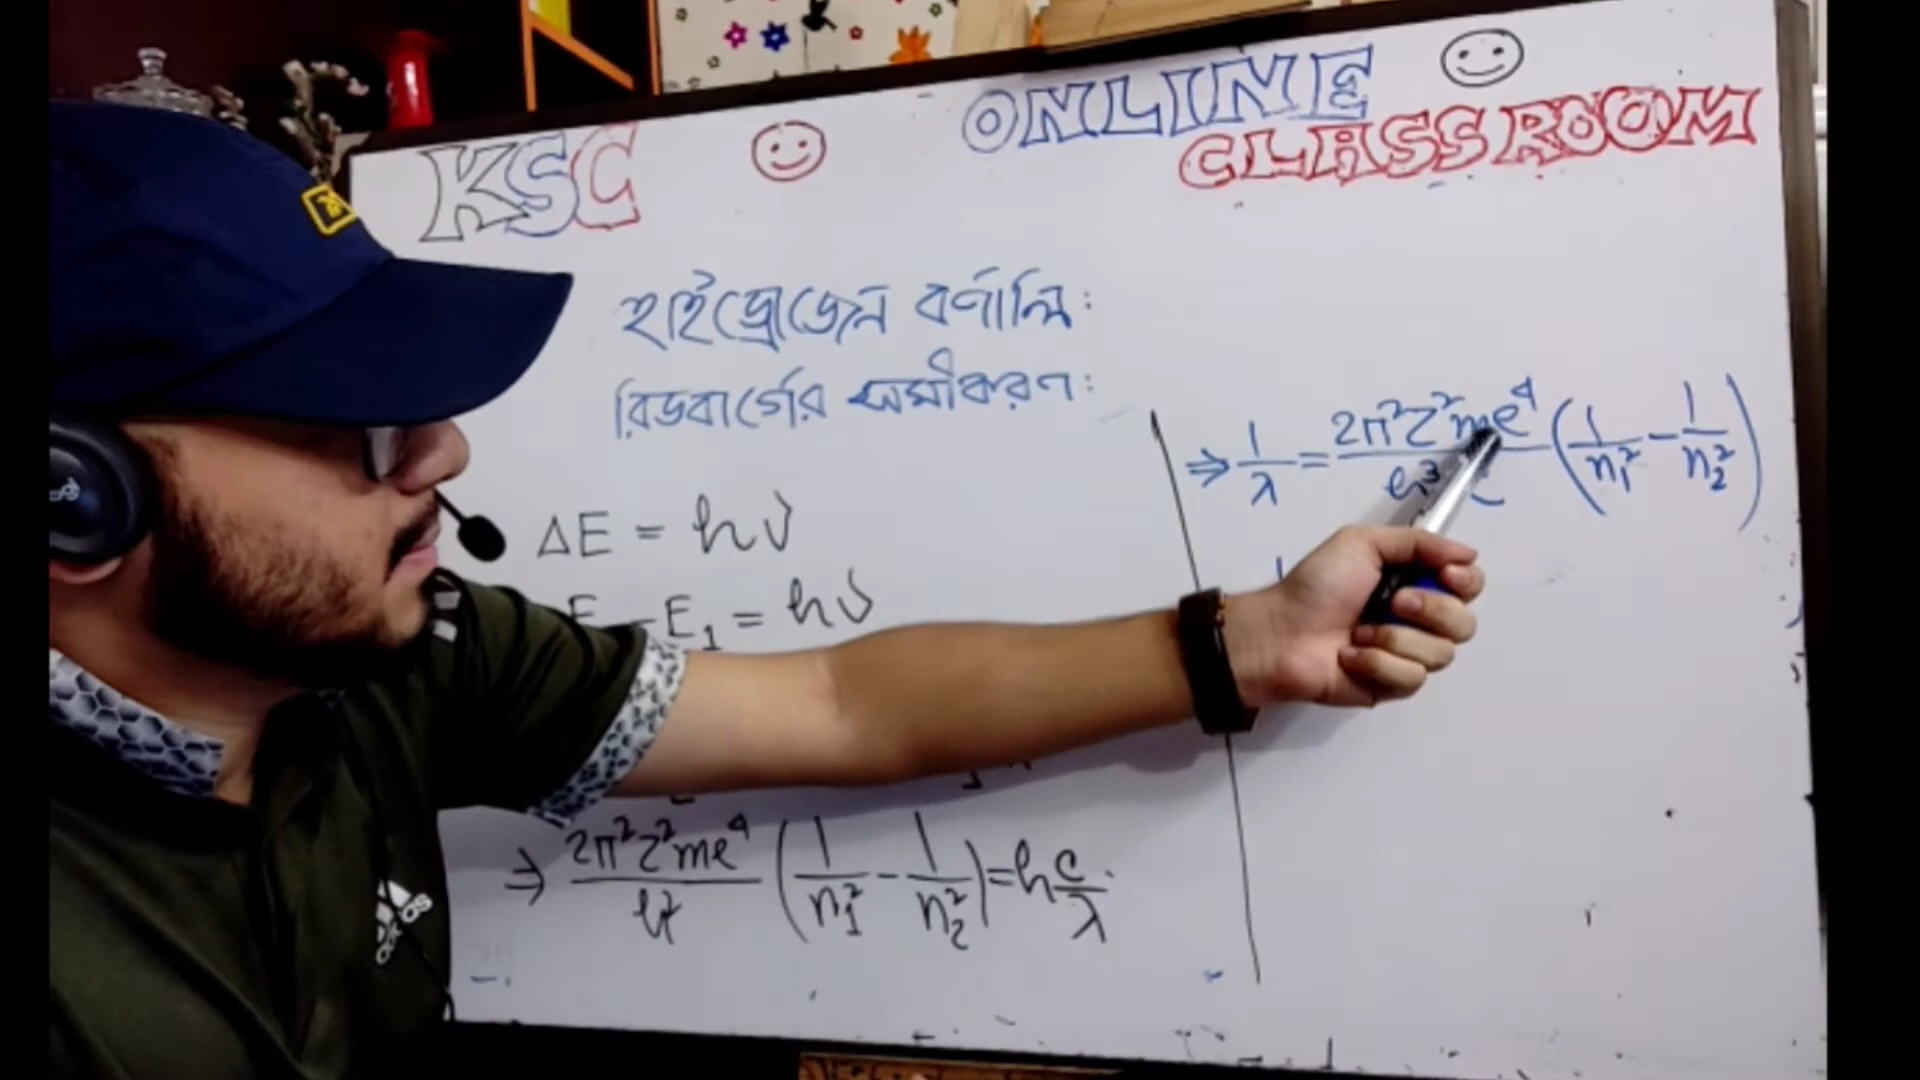 KSC
ONLINE
CLASSROOM
হাইড্রোজেন বর্ণালি:
রিডবার্গের সমীকরণ:
ΔE = hν
E₁ = hν
⇒ 2π²Z²me⁴/h² (1/n₁² - 1/n₂²) = h c/λ
⇒ 1/λ = 2π²Z²me⁴/h³c (1/n₁² - 1/n₂²)